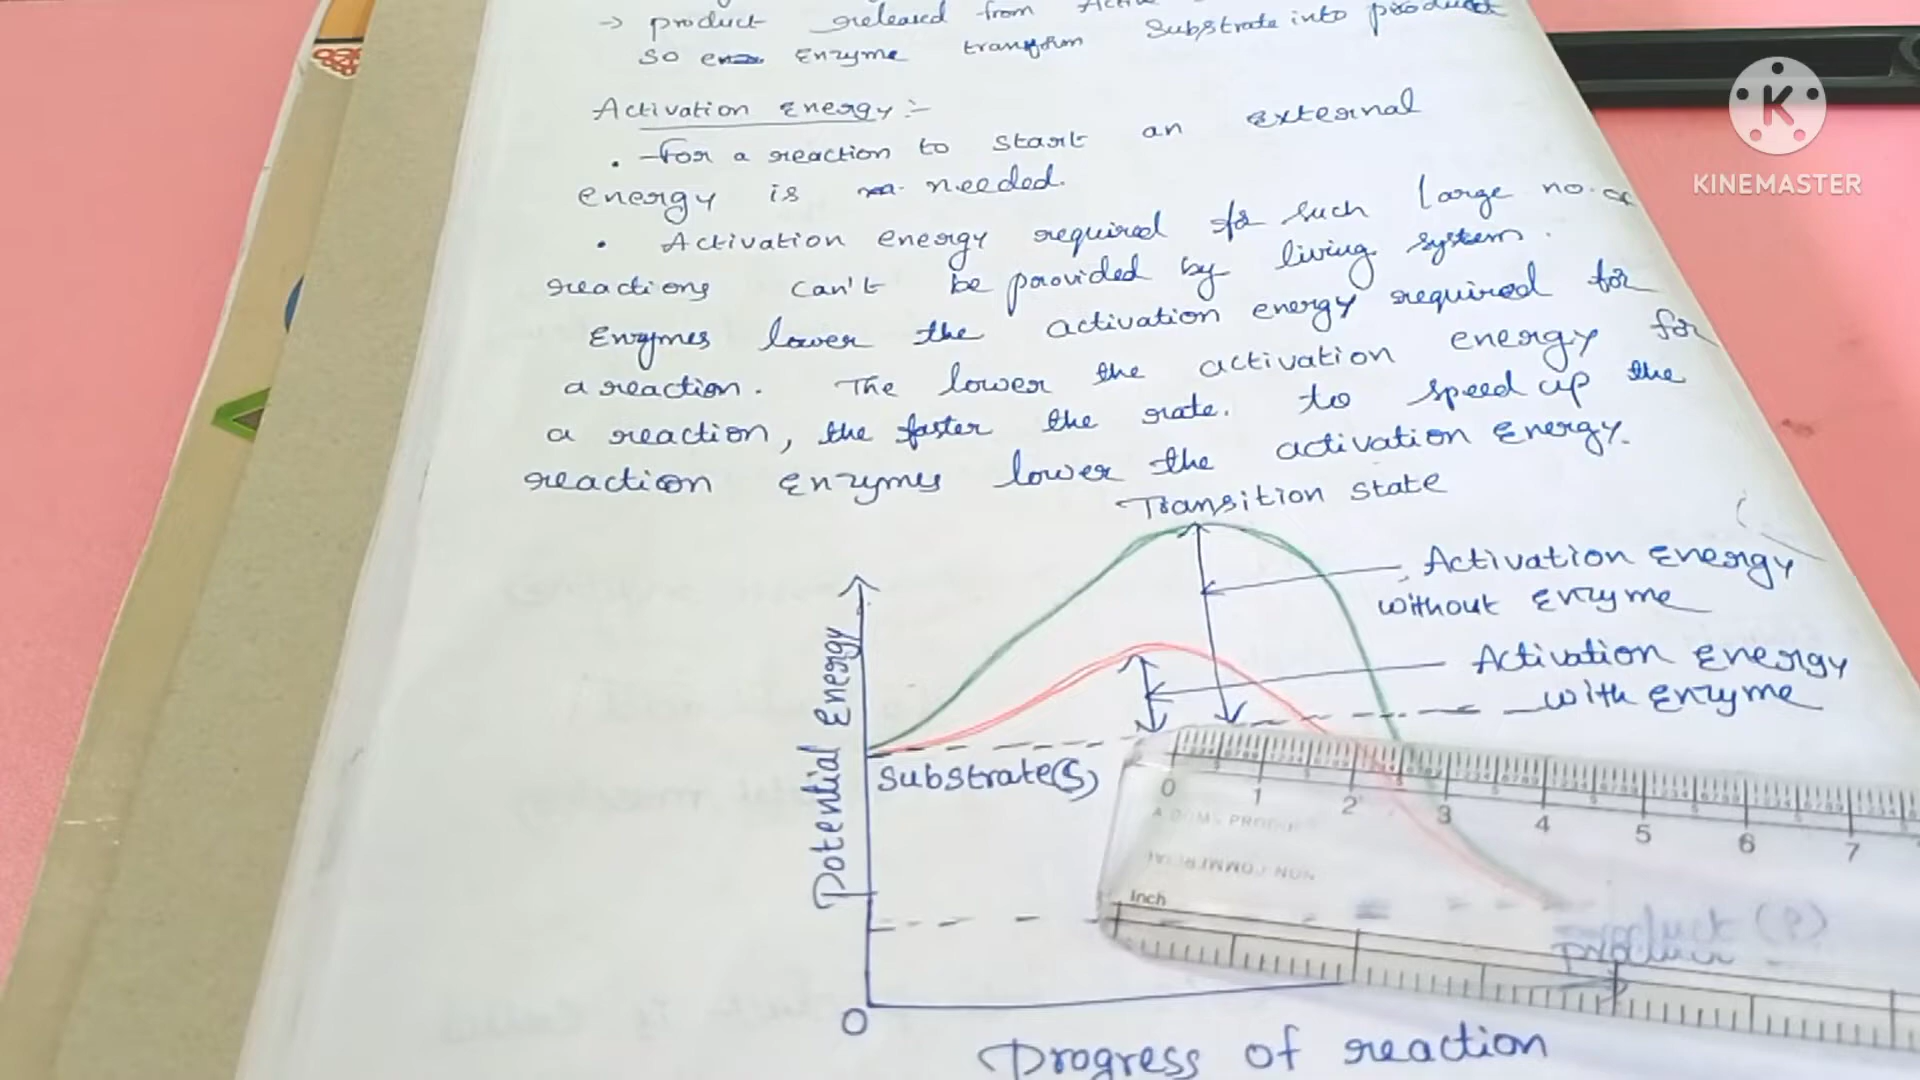 → product released from
so enz Enzyme transform Substrate into product
Activation Energy :-
• For a reaction to start an external
energy is needed.
• Activation energy required for such large no. of
reactions can't be provided by living system.
Enzymes lower the activation energy required for
a reaction. The lower the activation energy for
a reaction, the faster the rate. to speed up the
reaction Enzymes lower the activation Energy.
Transition state
Activation Energy
without Enzyme
Activation Energy
with Enzyme
Potential Energy
Substrate(S)
product (P)
O
Progress of reaction
0 1 2 3 4 5 6 7
Inch
K
KINEMASTER